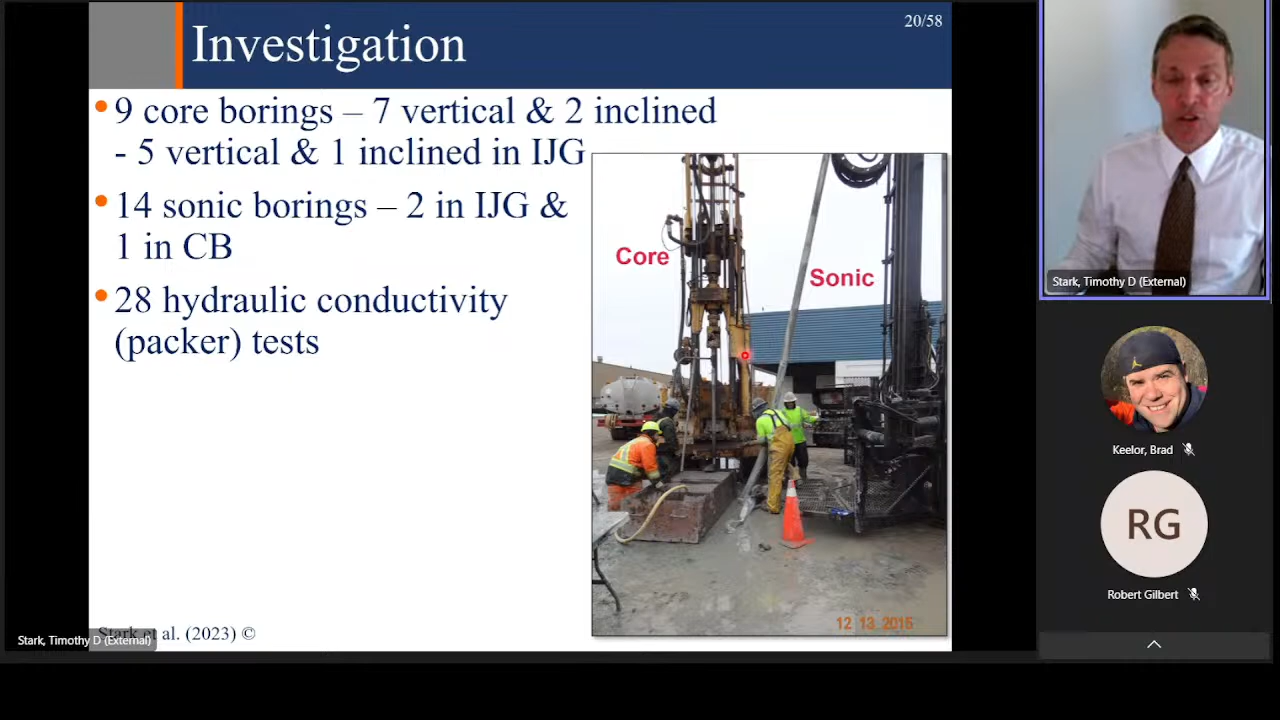 Investigation
20/58
• 9 core borings – 7 vertical & 2 inclined
- 5 vertical & 1 inclined in IJG
• 14 sonic borings – 2 in IJG &
1 in CB
• 28 hydraulic conductivity
(packer) tests
Core
Sonic
12 13 2015
Stark et al. (2023) ©
Stark, Timothy D (External)
Stark, Timothy D (External)
Keelor, Brad
RG
Robert Gilbert